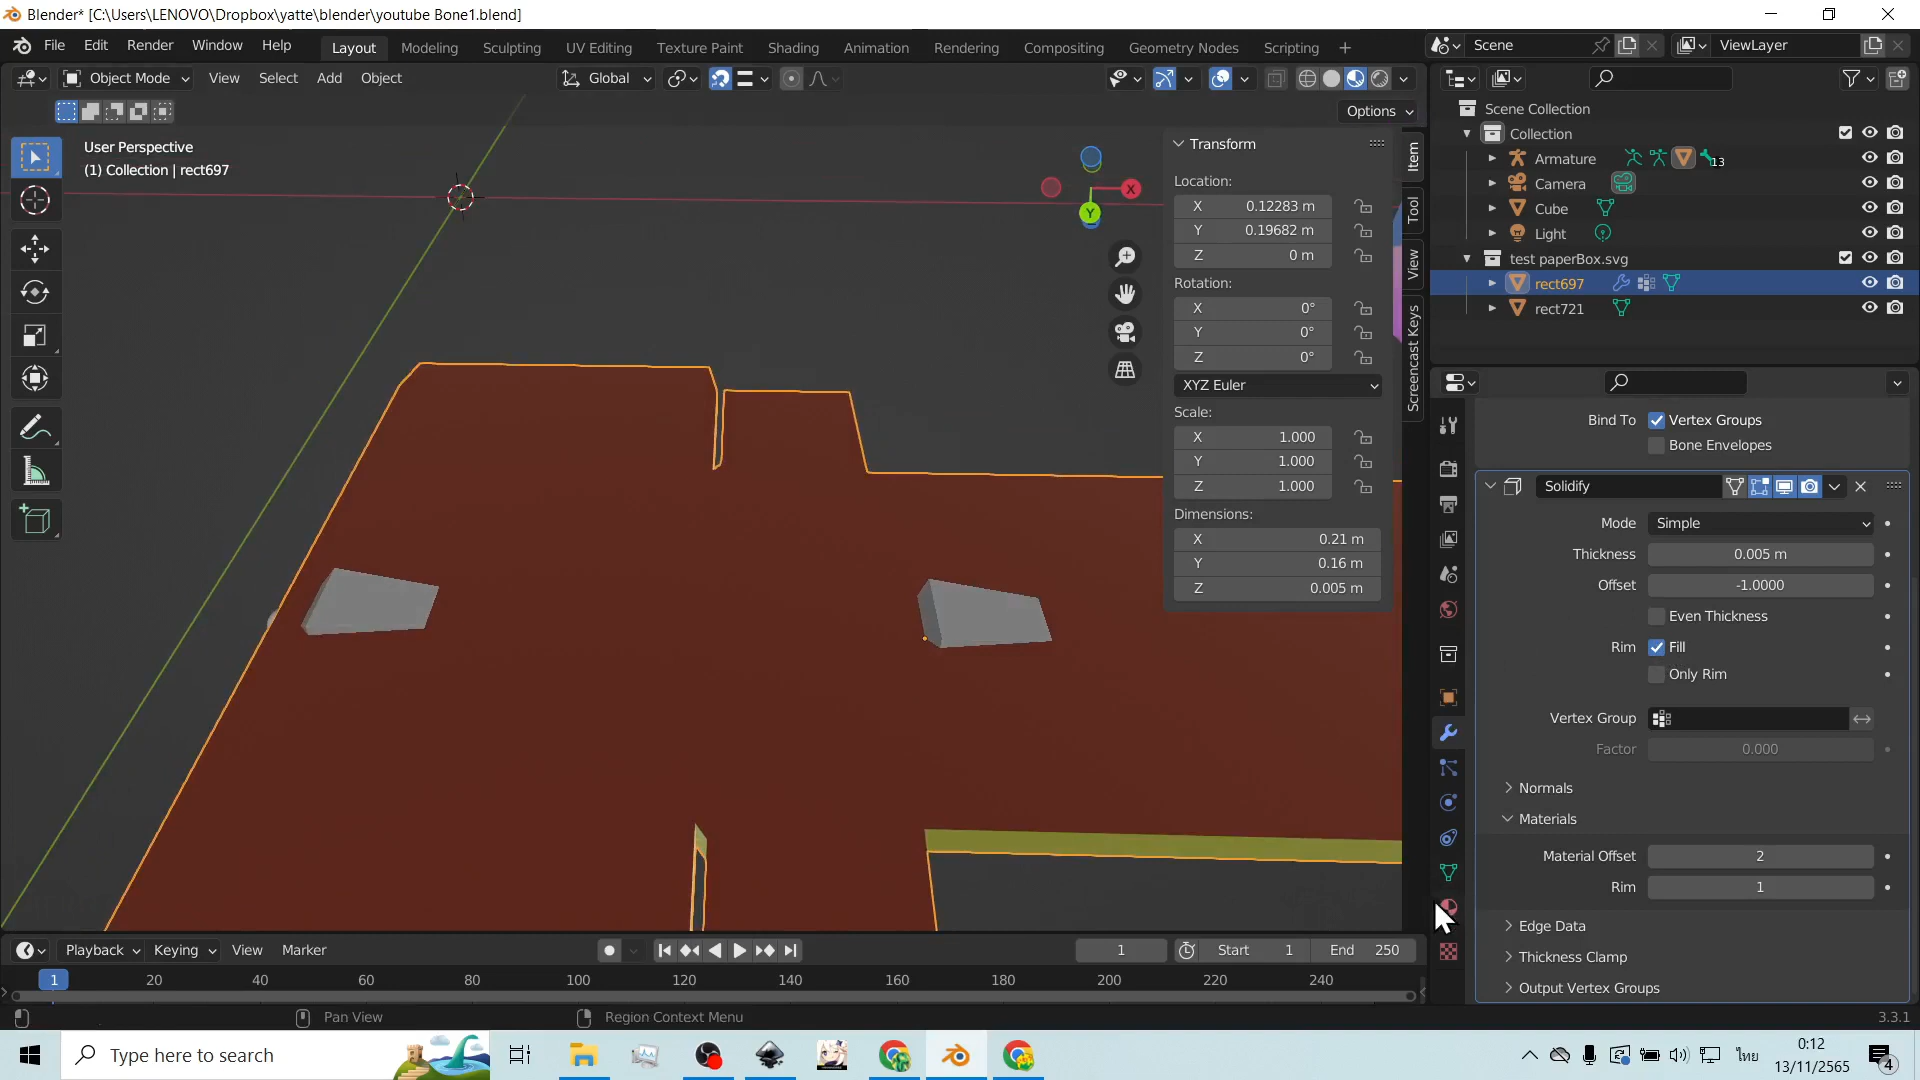 Blender* [C:\Users\LENOVO\Dropbox\yatte\blender\youtube Bone1.blend]
File Edit Render Window Help
Layout Modeling Sculpting UV Editing Texture Paint Shading Animation Rendering Compositing Geometry Nodes Scripting +
Scene
ViewLayer
Object Mode View Select Add Object
Global
Options
User Perspective
(1) Collection | rect697
X
Y
Transform
Location:
X 0.12283 m
Y 0.19682 m
Z 0 m
Rotation:
X 0°
Y 0°
Z 0°
XYZ Euler
Scale:
X 1.000
Y 1.000
Z 1.000
Dimensions:
X 0.21 m
Y 0.16 m
Z 0.005 m
Item
Tool
View
Screencast Keys
Scene Collection
Collection
Armature 13
Camera
Cube
Light
test paperBox.svg
rect697
rect721
Bind To Vertex Groups
Bone Envelopes
Solidify
Mode Simple
Thickness 0.005 m
Offset -1.0000
Even Thickness
Rim Fill
Only Rim
Vertex Group
Factor 0.000
Normals
Materials
Material Offset 2
Rim 1
Edge Data
Thickness Clamp
Output Vertex Groups
Playback Keying View Marker
1 Start 1 End 250
1 20 40 60 80 100 120 140 160 180 200 220 240
Pan View
Region Context Menu
3.3.1
Type here to search
ไทย
0:12
13/11/2565
4